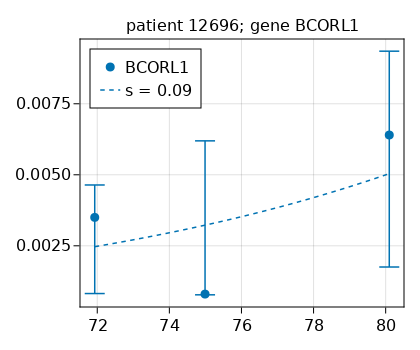 patient 12696; gene BCORL1
BCORL1
s = 0.09
0.0075
0.0050
0.0025
72 74 76 78 80